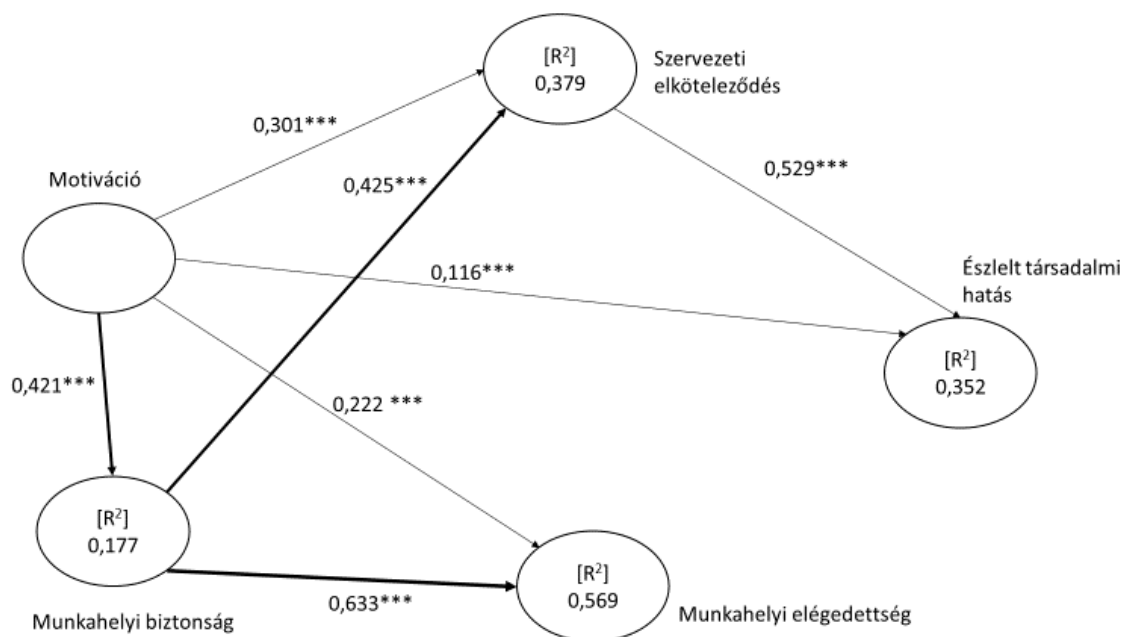 [R²]
0,379
Szervezeti
elköteleződés
0,301***
0,529***
Motiváció
0,425***
0,116***
Észlelt társadalmi
hatás
[R²]
0,352
0,421***
0,222 ***
[R²]
0,177
[R²]
0,569
0,633***
Munkahelyi biztonság
Munkahelyi elégedettség